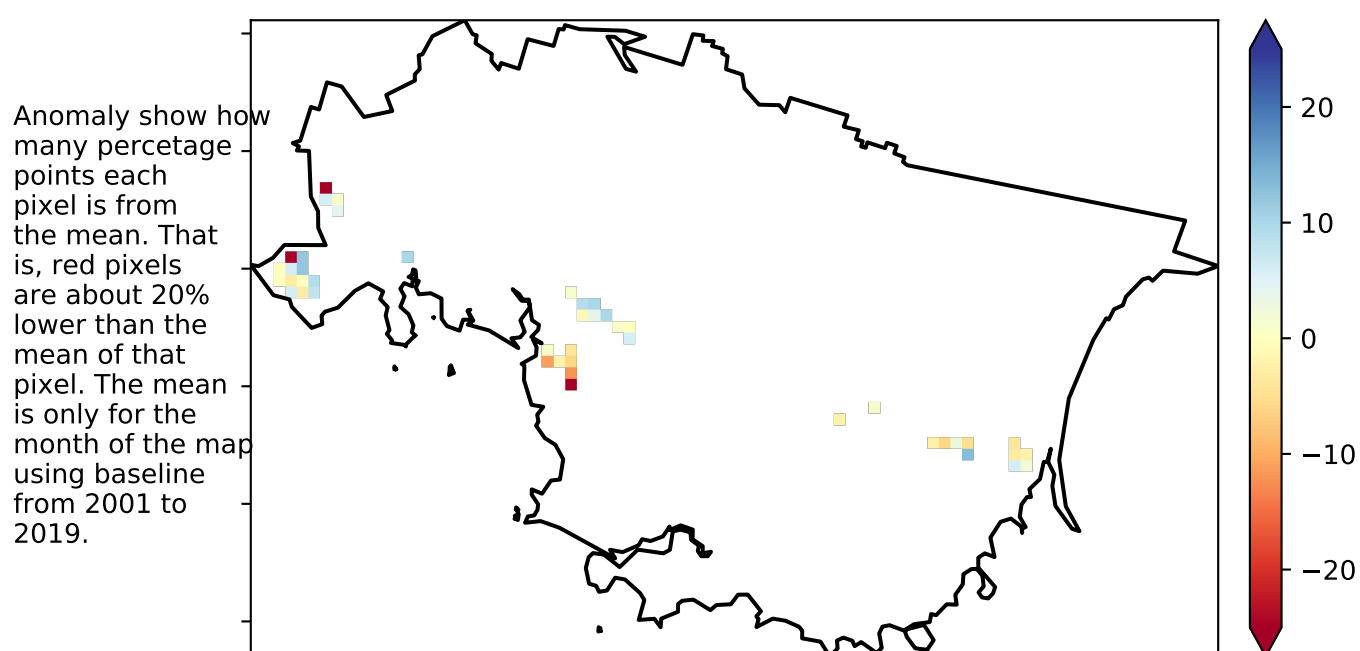 Anomaly show how
many percetage
points each
pixel is from
the mean. That
is, red pixels
are about 20%
lower than the
mean of that
pixel. The mean
is only for the
month of the map
using baseline
from 2001 to
2019.
20
10
0
−10
−20